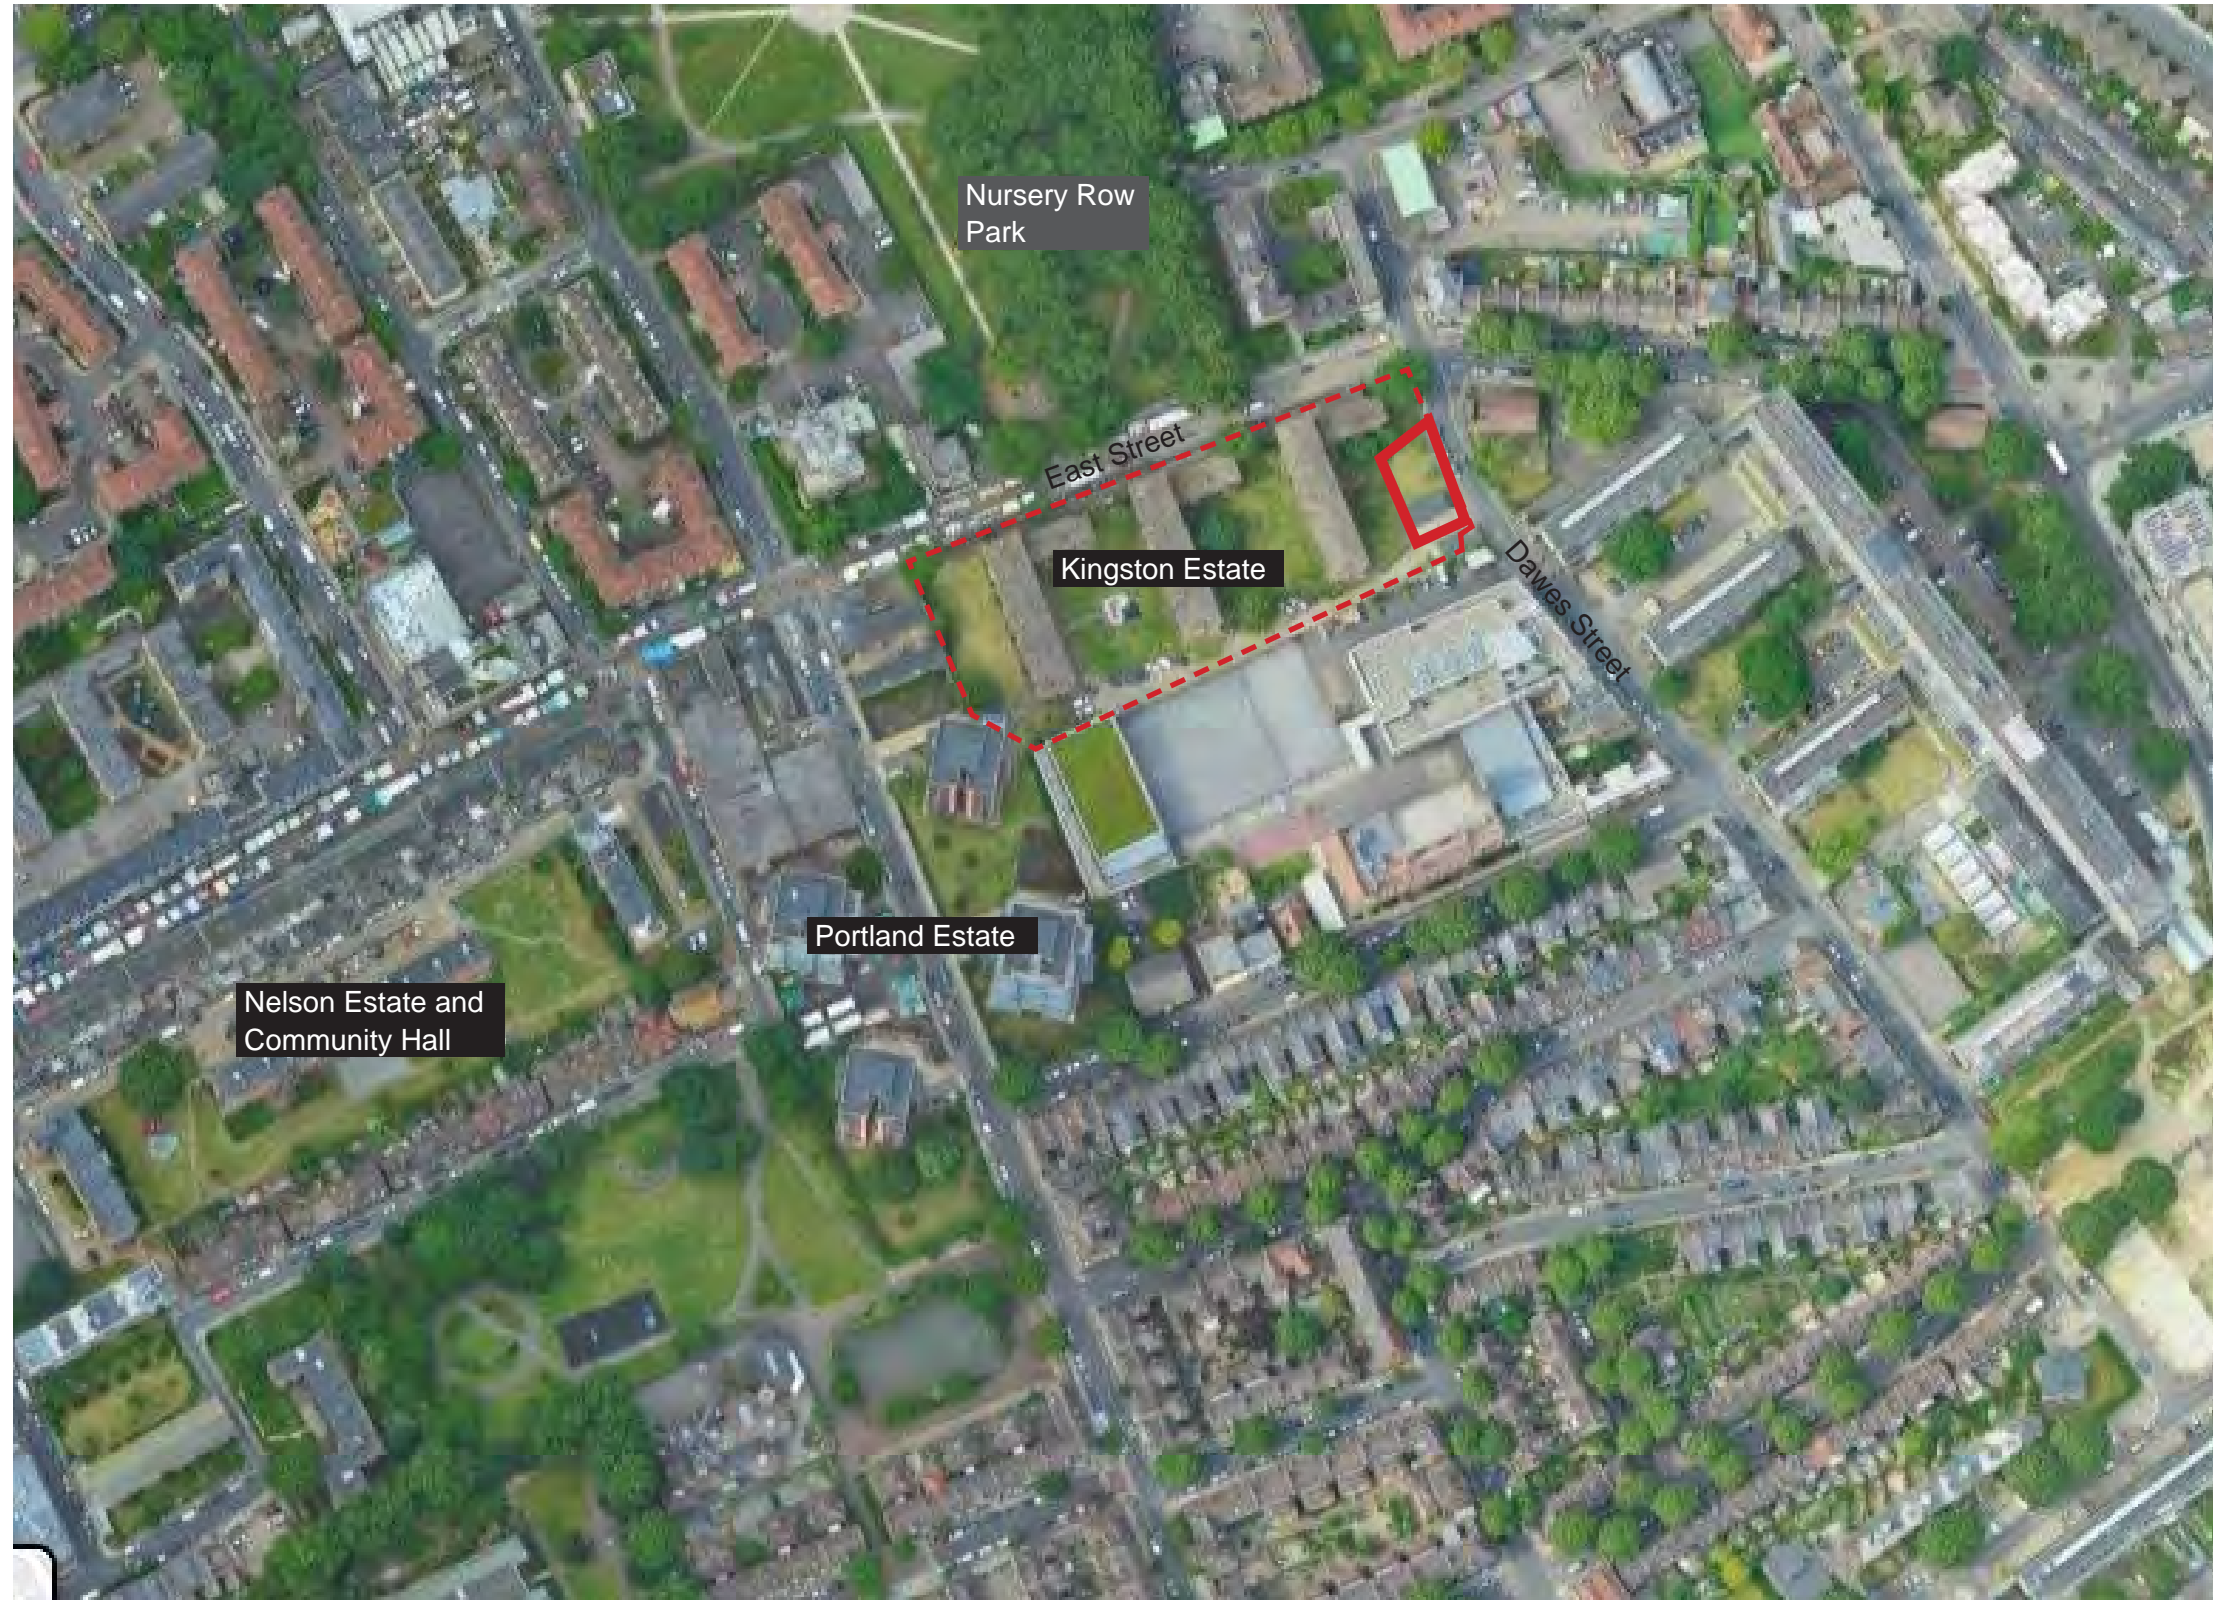 Nursery Row
Park
East Street
Kingston Estate
Dawes Street
Portland Estate
Nelson Estate and
Community Hall